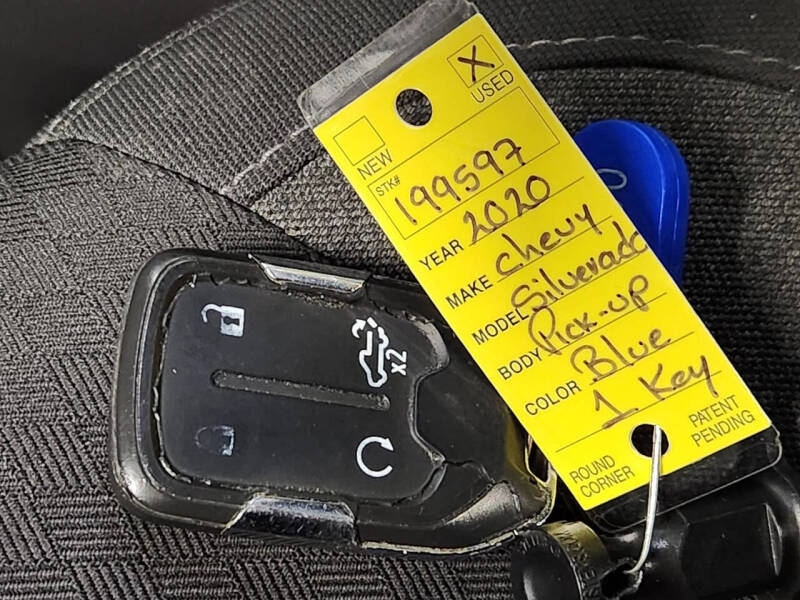 X
USED
NEW
STK#
199597
YEAR 2020
MAKE Chevy
MODEL Silverado
BODY Pick-up
COLOR Blue
1 Key
ROUND CORNER
PATENT PENDING
x2